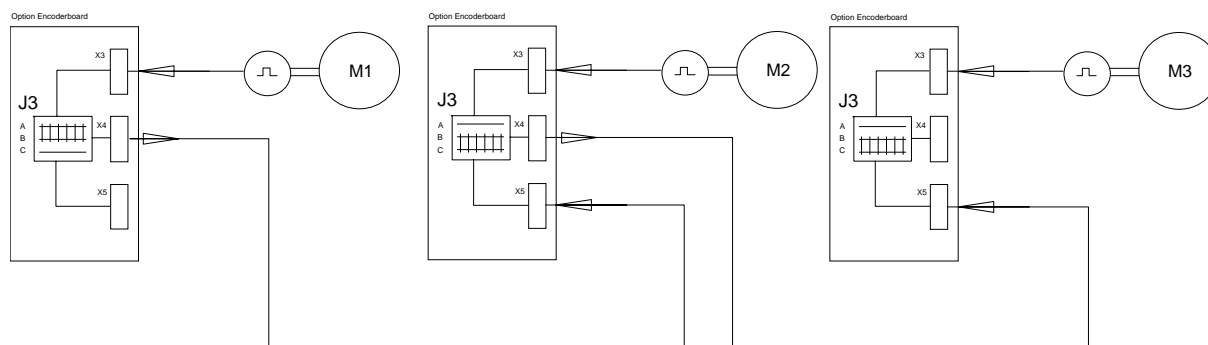 Option Encoderboard
X3
M1
J3
A
B
C
X4
X5
Option Encoderboard
X3
M2
J3
A
B
C
X4
X5
Option Encoderboard
X3
M3
J3
A
B
C
X4
X5